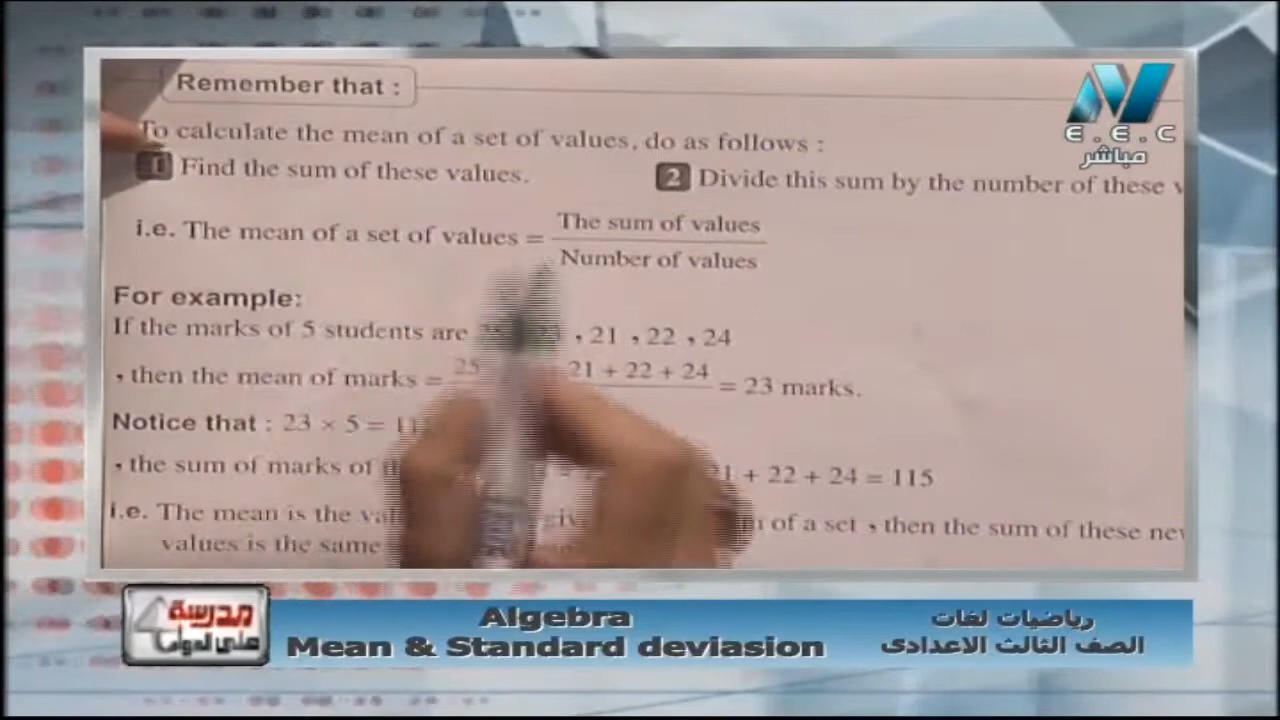 Remember that :
To calculate the mean of a set of values, do as follows :
1 Find the sum of these values. 2 Divide this sum by the number of these
i.e. The mean of a set of values = The sum of values
Number of values
For example:
If the marks of 5 students are , 21 , 22 , 24
, then the mean of marks = 25 21 + 22 + 24 = 23 marks.
Notice that : 23 × 5 =
, the sum of marks of 21 + 22 + 24 = 115
i.e. The mean is the of a set , then the sum of these
values is the same
E.E.C
مباشر
مدرسة
على الهوا
Algebra
Mean & Standard deviasion
رياضيات لغات
الصف الثالث الاعدادى